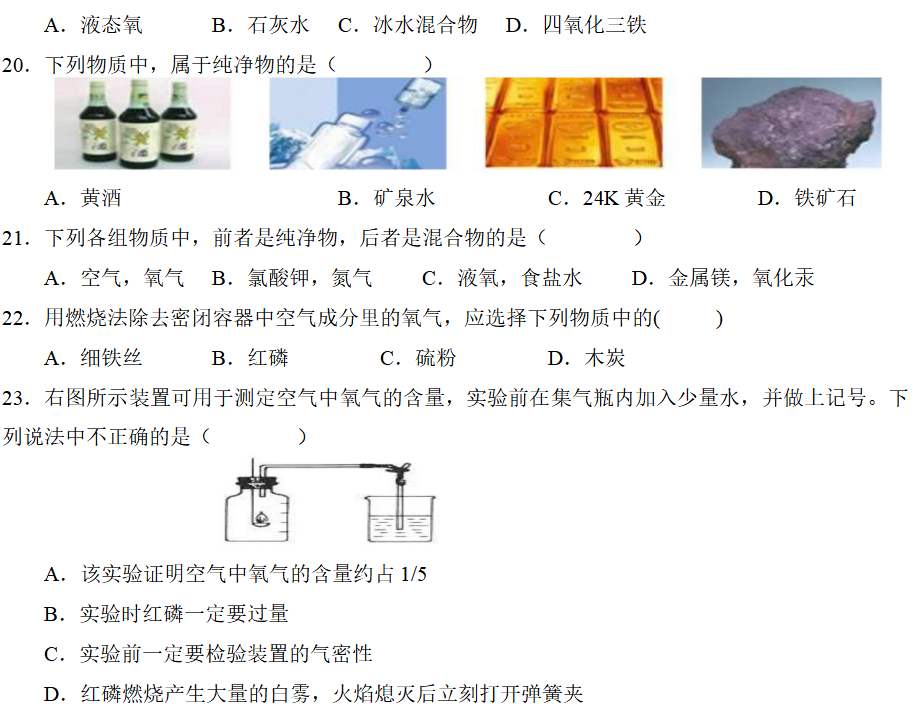 A．液态氧 B．石灰水 C．冰水混合物 D．四氧化三铁
20．下列物质中，属于纯净物的是（ ）
A．黄酒 B．矿泉水 C．24K 黄金 D．铁矿石
21．下列各组物质中，前者是纯净物，后者是混合物的是（ ）
A．空气，氧气 B．氯酸钾，氮气 C．液氧，食盐水 D．金属镁，氧化汞
22．用燃烧法除去密闭容器中空气成分里的氧气，应选择下列物质中的( )
A．细铁丝 B．红磷 C．硫粉 D．木炭
23．右图所示装置可用于测定空气中氧气的含量，实验前在集气瓶内加入少量水，并做上记号。下
列说法中不正确的是（ ）
A．该实验证明空气中氧气的含量约占 1/5
B．实验时红磷一定要过量
C．实验前一定要检验装置的气密性
D．红磷燃烧产生大量的白雾，火焰熄灭后立刻打开弹簧夹